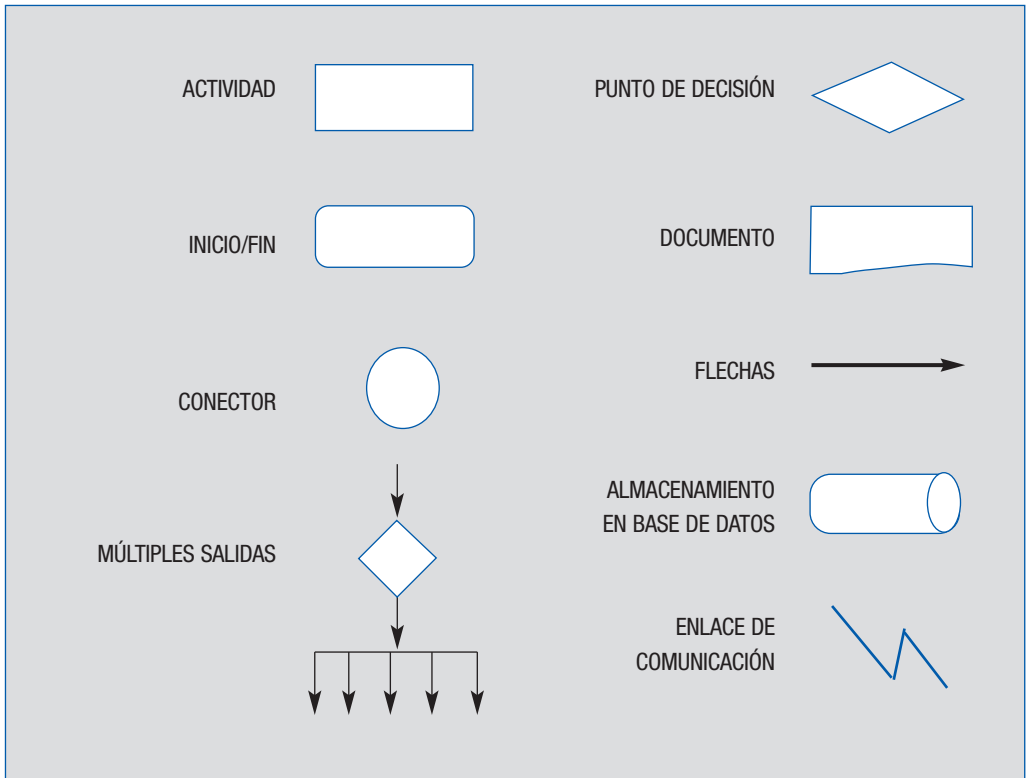 ACTIVIDAD
PUNTO DE DECISIÓN
INICIO/FIN
DOCUMENTO
CONECTOR
FLECHAS
MÚLTIPLES SALIDAS
ALMACENAMIENTO
EN BASE DE DATOS
ENLACE DE
COMUNICACIÓN